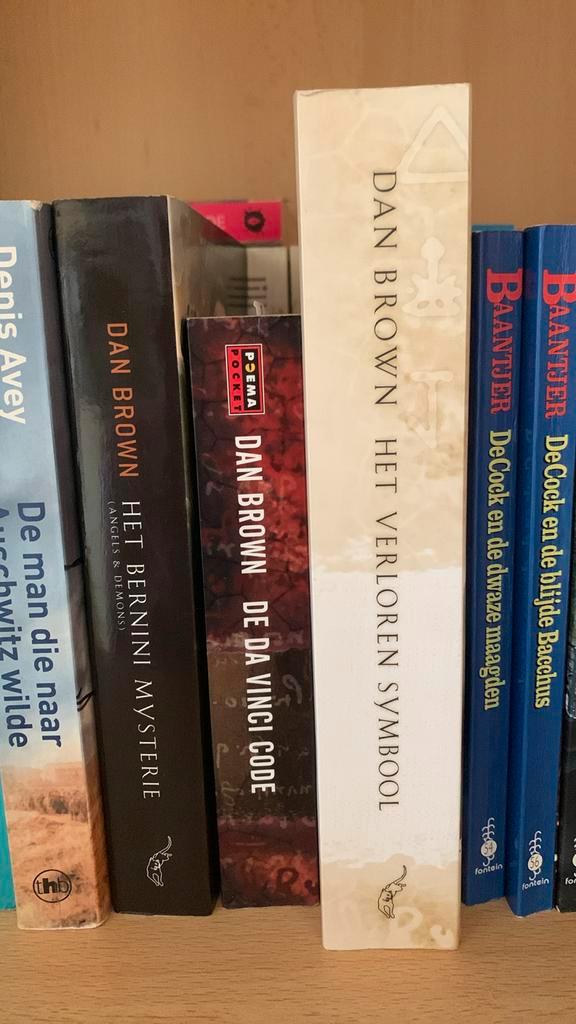 Denis Avey
De man die naar
Auschwitz wilde
thb
DAN BROWN HET BERNINI MYSTERIE
(ANGELS & DEMONS)
POEMA
POCKET
DAN BROWN DE DA VINCI CODE
DAN BROWN HET VERLOREN SYMBOOL
BAANTJER DeCock en de dwaze maagden
fontein
BAANTJER DeCock en de blijde Bacchus
56
fontein